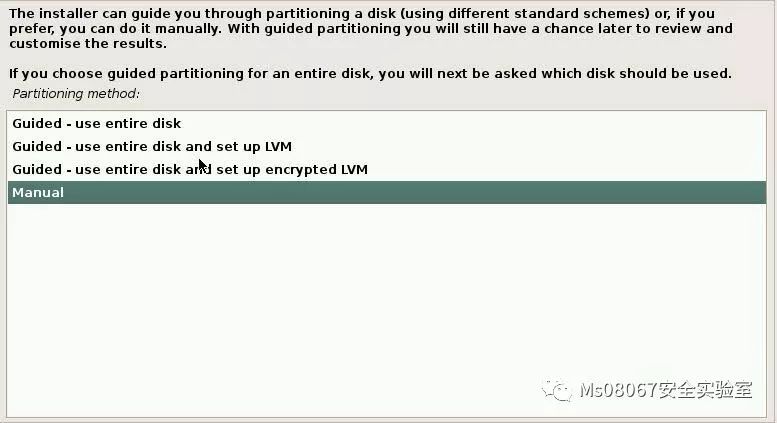 The installer can guide you through partitioning a disk (using different standard schemes) or, if you
prefer, you can do it manually. With guided partitioning you will still have a chance later to review and
customise the results.
If you choose guided partitioning for an entire disk, you will next be asked which disk should be used.
Partitioning method:
Guided - use entire disk
Guided - use entire disk and set up LVM
Guided - use entire disk and set up encrypted LVM
Manual
Ms08067安全实验室